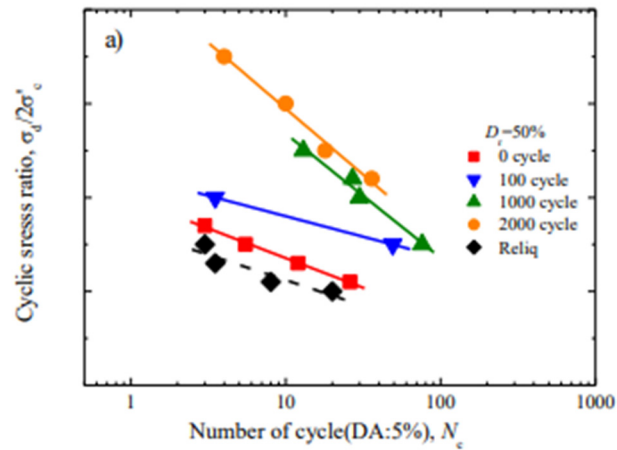 a)
Cyclic sresss ratio, σd/2σ'c
Dr=50%
0 cycle
100 cycle
1000 cycle
2000 cycle
Reliq
1 10 100 1000
Number of cycle(DA:5%), Nc